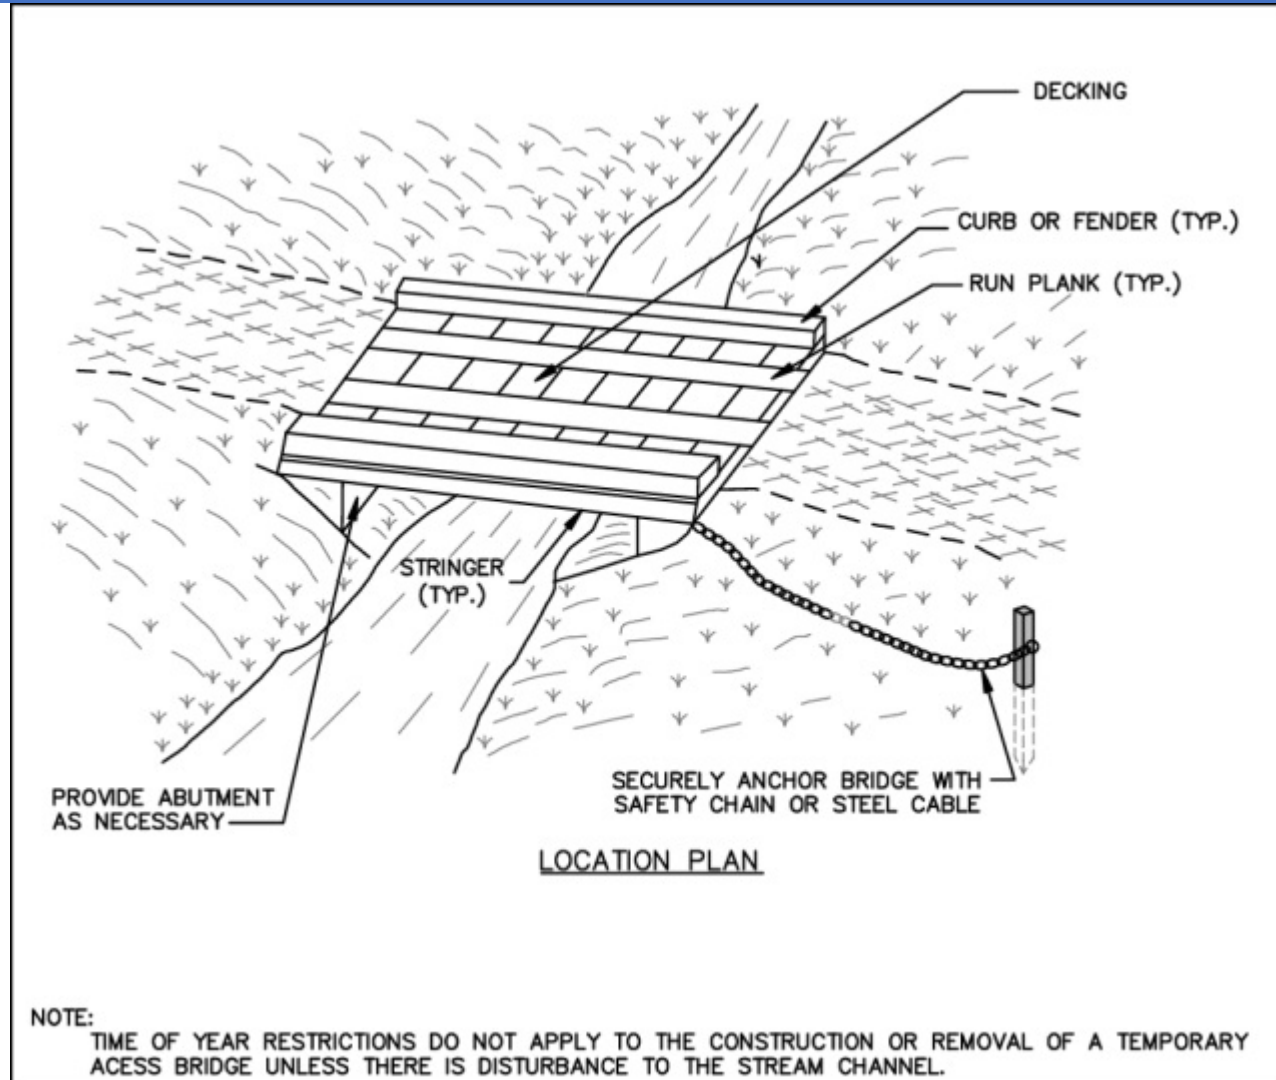 DECKING
CURB OR FENDER (TYP.)
RUN PLANK (TYP.)
STRINGER
(TYP.)
SECURELY ANCHOR BRIDGE WITH
SAFETY CHAIN OR STEEL CABLE
PROVIDE ABUTMENT
AS NECESSARY
LOCATION PLAN
NOTE:
TIME OF YEAR RESTRICTIONS DO NOT APPLY TO THE CONSTRUCTION OR REMOVAL OF A TEMPORARY
ACESS BRIDGE UNLESS THERE IS DISTURBANCE TO THE STREAM CHANNEL.